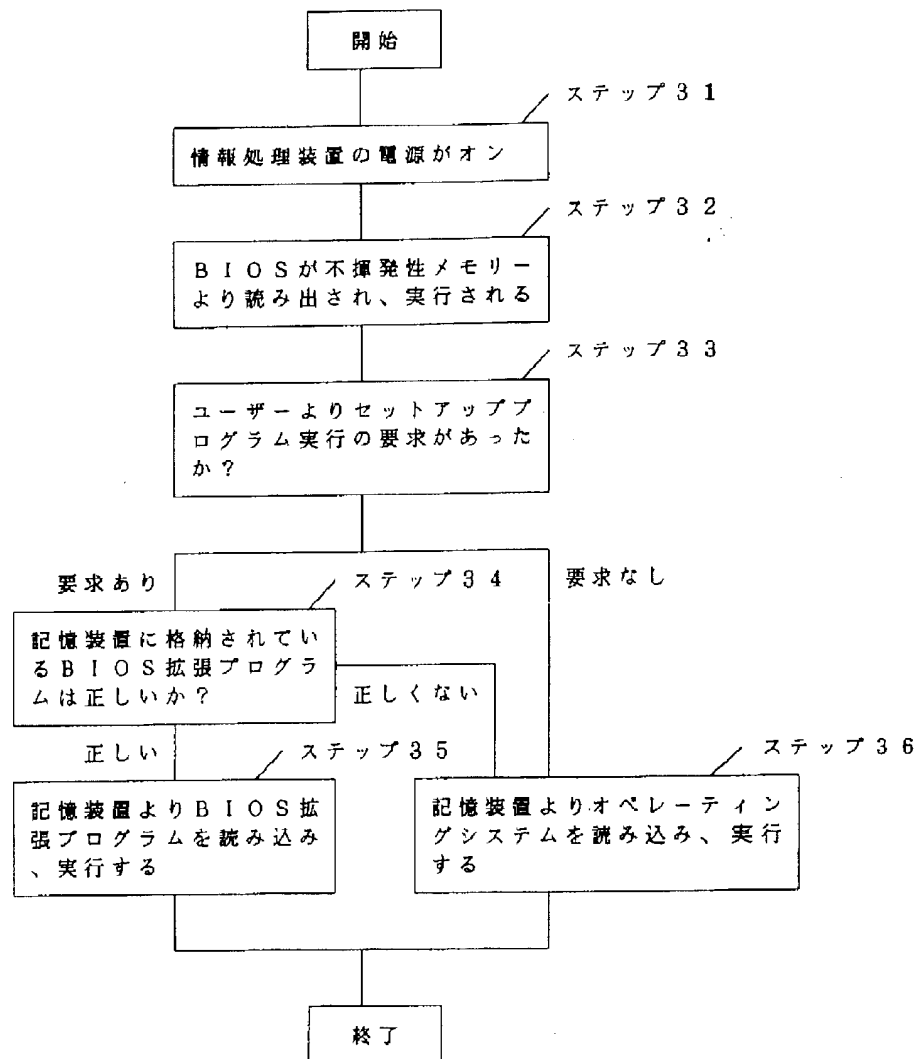 開始
ステップ３１
情報処理装置の電源がオン
ステップ３２
ＢＩＯＳが不揮発性メモリー
より読み出され、実行される
ステップ３３
ユーザーよりセットアッププ
ログラム実行の要求があった
か？
要求あり
ステップ３４
要求なし
記憶装置に格納されてい
るＢＩＯＳ拡張プログラ
ムは正しいか？
正しくない
正しい
ステップ３５
ステップ３６
記憶装置よりＢＩＯＳ拡
張プログラムを読み込み
、実行する
記憶装置よりオペレーティン
グシステムを読み込み、実行
する
終了